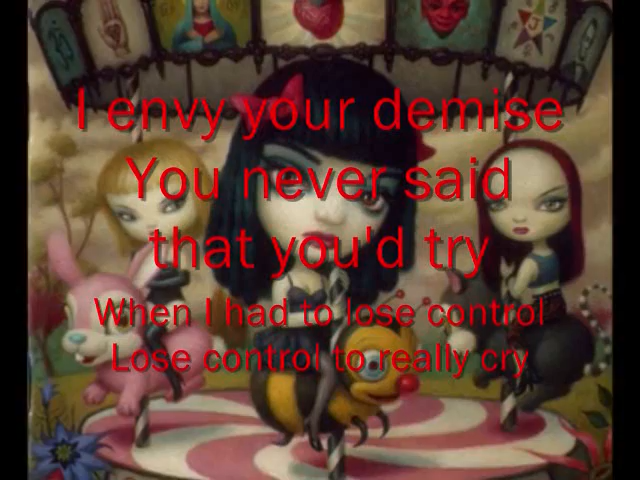 I envy your demise
You never said
that you'd try
When I had to lose control
Lose control to really cry